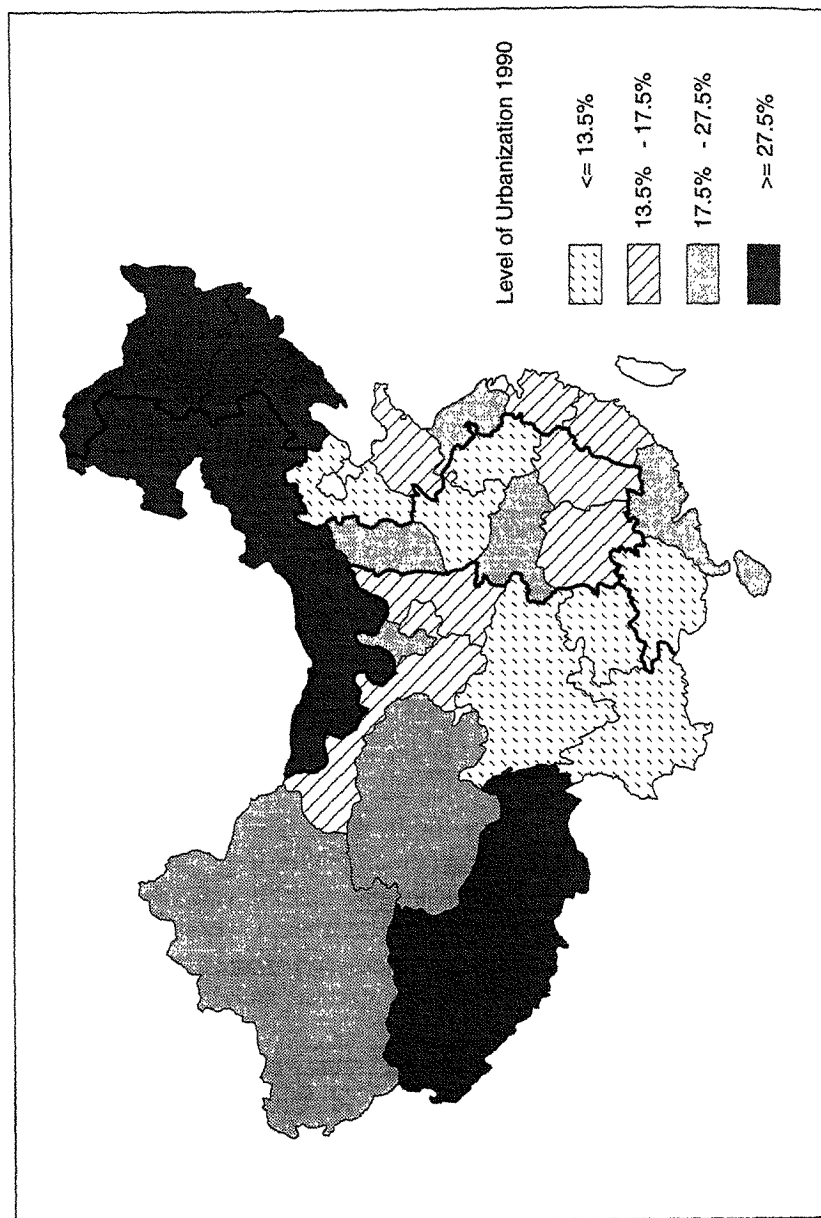 Level of Urbanization 1990
<= 13.5%
13.5% - 17.5%
17.5% - 27.5%
>= 27.5%